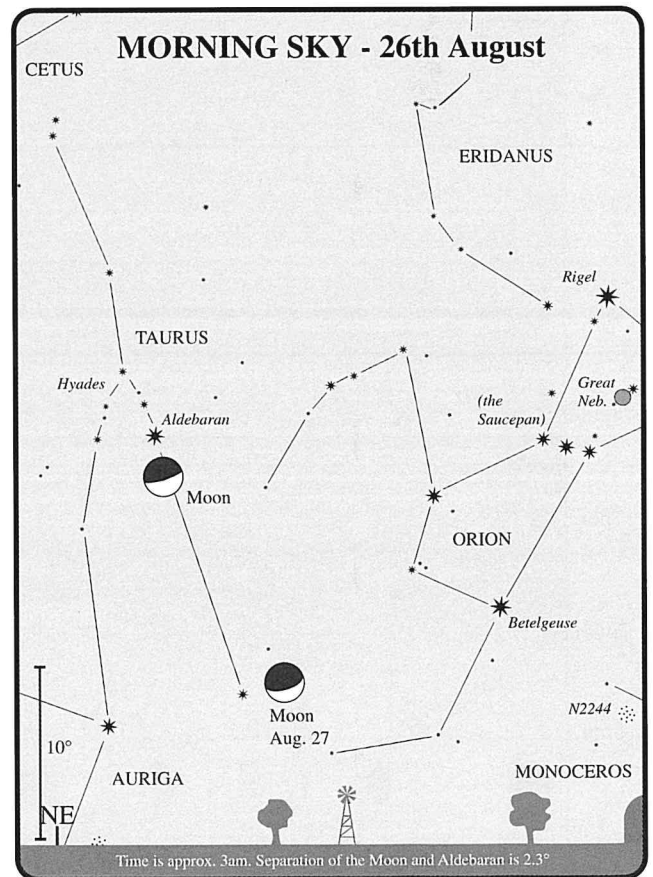 MORNING SKY - 26th August
CETUS
ERIDANUS
Rigel
TAURUS
Hyades
Aldebaran
(the
Saucepan)
Great
Neb.
Moon
ORION
Betelgeuse
Moon
Aug. 27
N2244
10°
AURIGA
MONOCEROS
NE
Time is approx. 3am. Separation of the Moon and Aldebaran is 2.3°